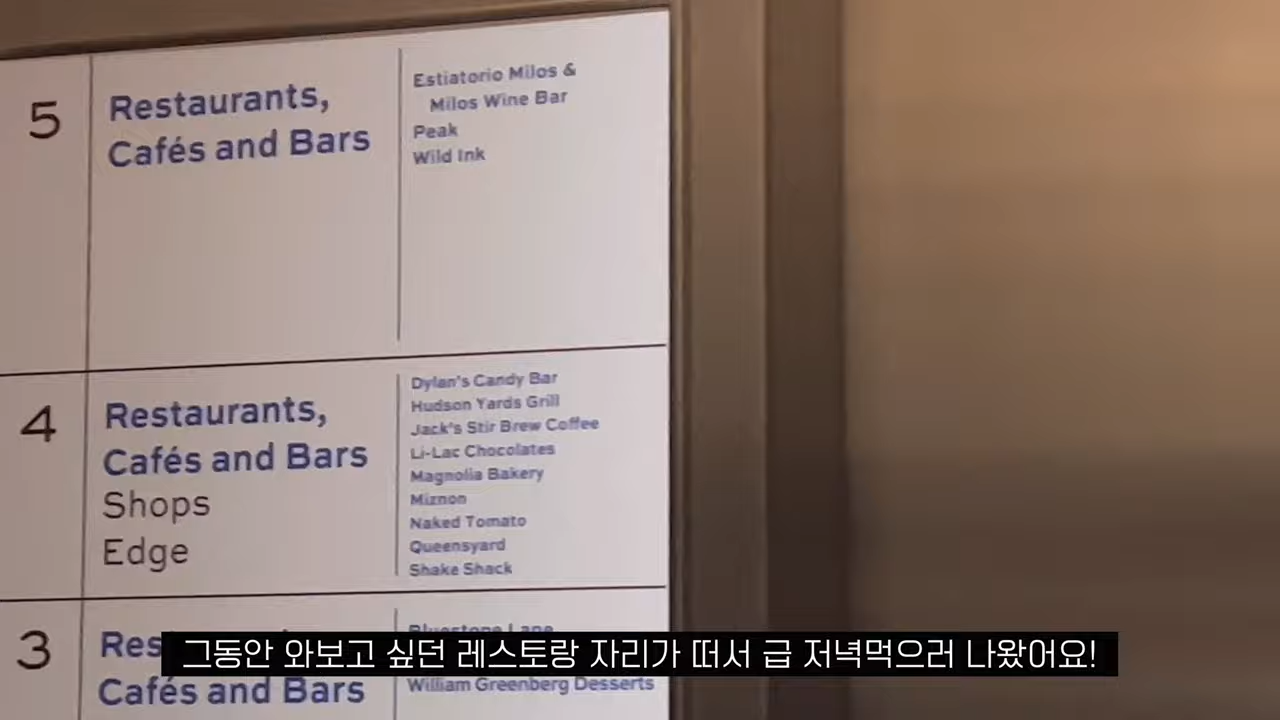 5
Restaurants,
Cafés and Bars
Estiatorio Milos &
Milos Wine Bar
Peak
Wild Ink
4
Restaurants,
Cafés and Bars
Shops
Edge
Dylan's Candy Bar
Hudson Yards Grill
Jack's Stir Brew Coffee
Li-Lac Chocolates
Magnolia Bakery
Miznon
Naked Tomato
Queensyard
Shake Shack
3
Cafés and Bars
Bluestone Lane
William Greenberg Desserts
그동안 와보고 싶던 레스토랑 자리가 떠서 급 저녁먹으러 나왔어요!